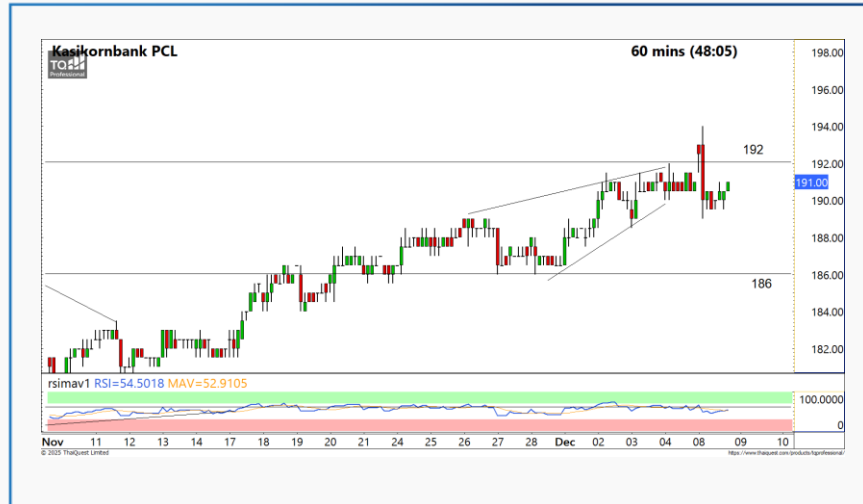 Kasikornbank PCL
60 mins (48:05)
TQ
Professional
198.00
196.00
194.00
192
192.00
191.00
190.00
188.00
186.00
186
184.00
182.00
rsimav1 RSI=54.5018 MAV=52.9105
100.0000
0
Nov 11 12 13 14 17 18 19 20 21 24 25 26 27 28 Dec 02 03 04 08 09 10
© 2025 ThaiQuest Limited
https://www.thaiquest.com/products/tqprofessional/